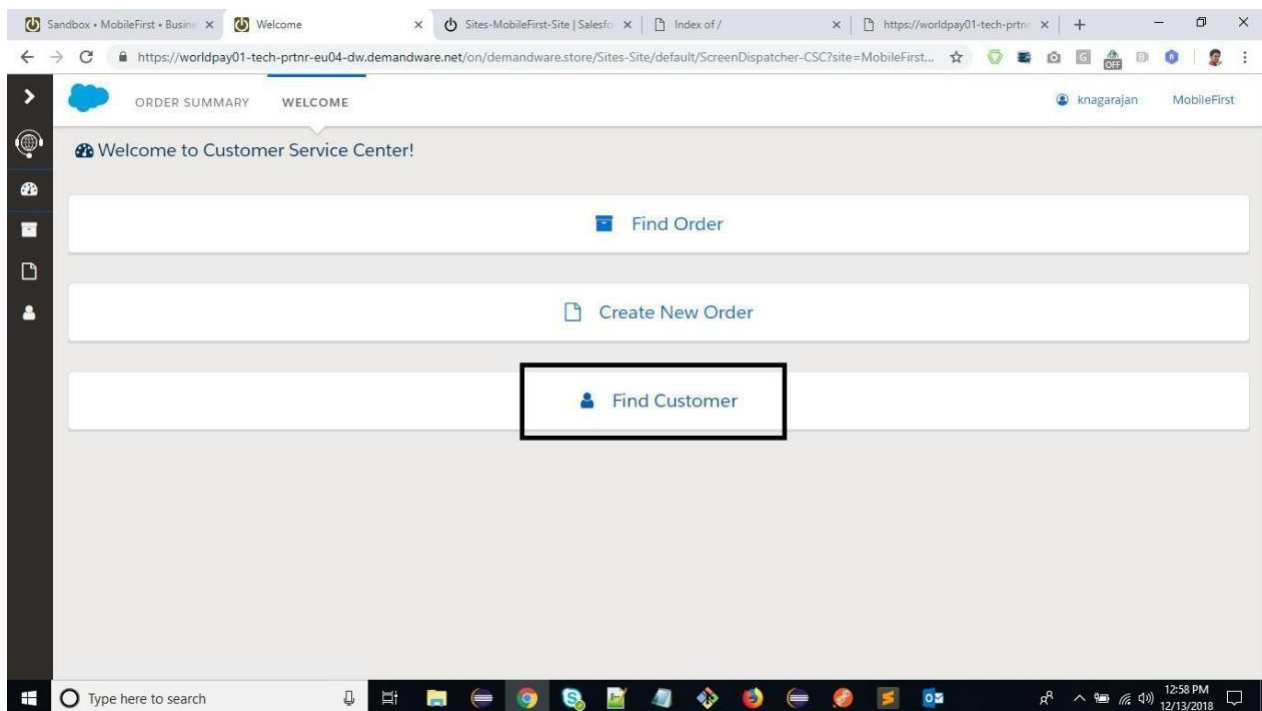 Sandbox • MobileFirst • Busine
Welcome
Sites-MobileFirst-Site | Salesfo
Index of /
https://worldpay01-tech-prtnr
https://worldpay01-tech-prtnr-eu04-dw.demandware.net/on/demandware.store/Sites-Site/default/ScreenDispatcher-CSC?site=MobileFirst...
OFF
ORDER SUMMARY
WELCOME
knagarajan
MobileFirst
Welcome to Customer Service Center!
Find Order
Create New Order
Find Customer
Type here to search
12:58 PM
12/13/2018